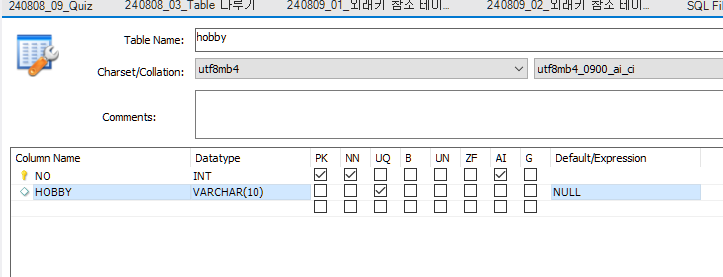 240808_09_Quiz 240808_03_Table 나루기 240809_01_외래키 참조 테이... 240809_02_외래키 참조 테이... SQL Fil
Table Name: hobby
Charset/Collation: utf8mb4 utf8mb4_0900_ai_ci
Comments:
Column Name Datatype PK NN UQ B UN ZF AI G Default/Expression
NO INT
HOBBY VARCHAR(10) NULL